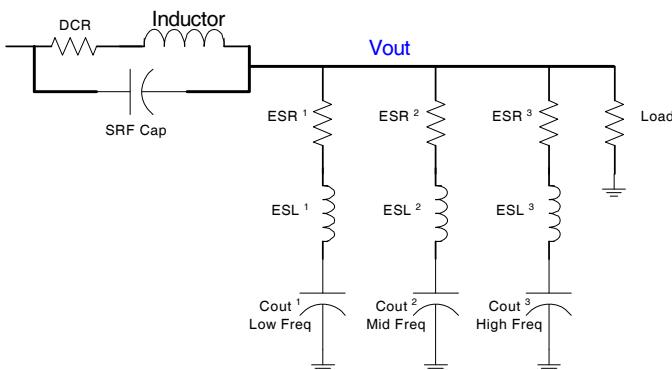 DCR
Inductor
SRF Cap
Vout
ESR 1
ESR 2
ESR 3
Load
ESL 1
ESL 2
ESL 3
Cout 1
Low Freq
Cout 2
Mid Freq
Cout 3
High Freq